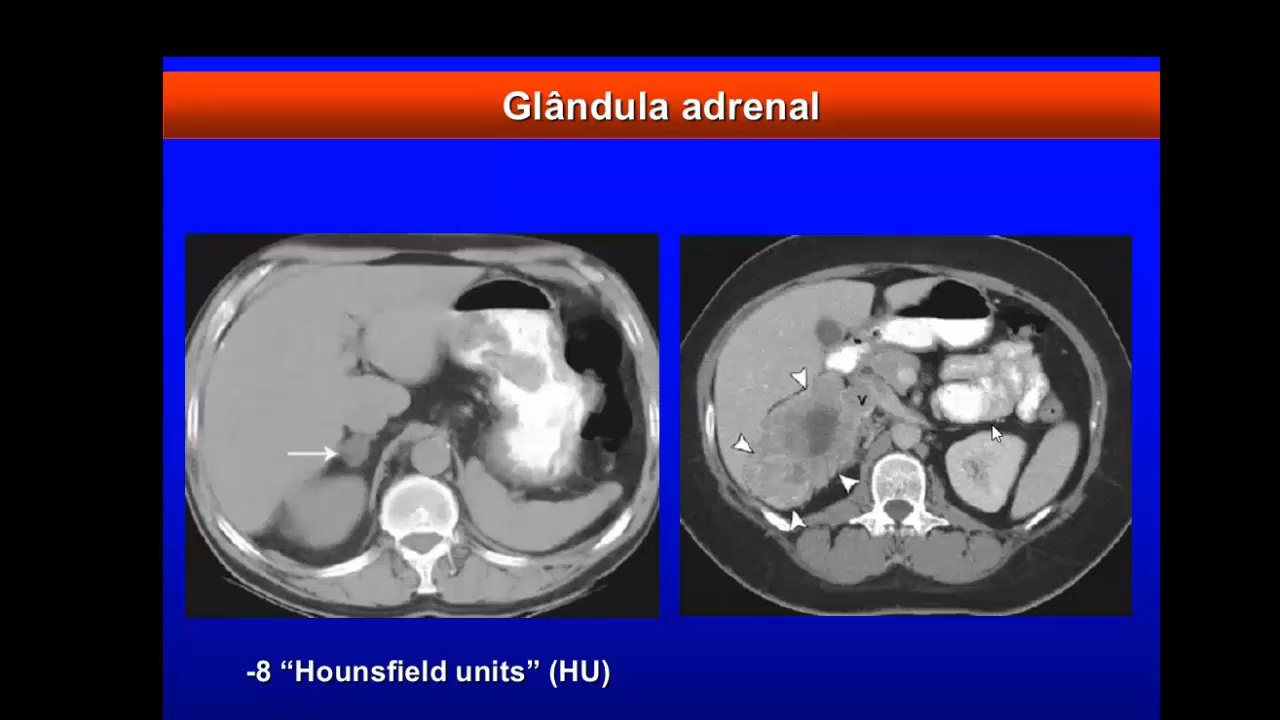 Glândula adrenal
v
-8 “Hounsfield units” (HU)